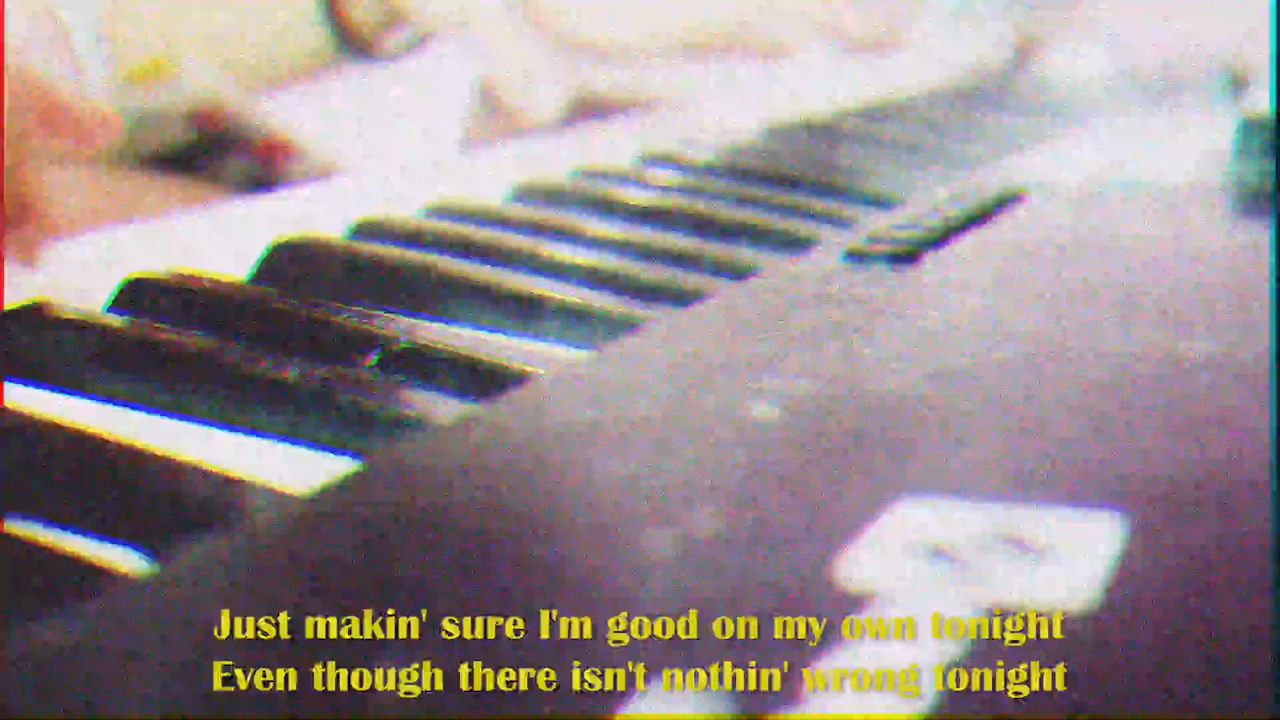 Just makin' sure I'm good on my own tonight
Even though there isn't nothin' wrong tonight